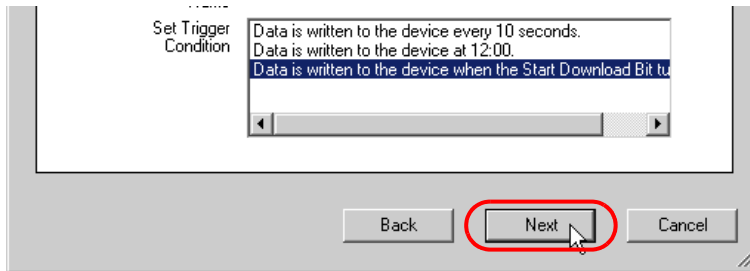 Set Trigger
Condition
Data is written to the device every 10 seconds.
Data is written to the device at 12:00.
Data is written to the device when the Start Download Bit tu
Back Next Cancel